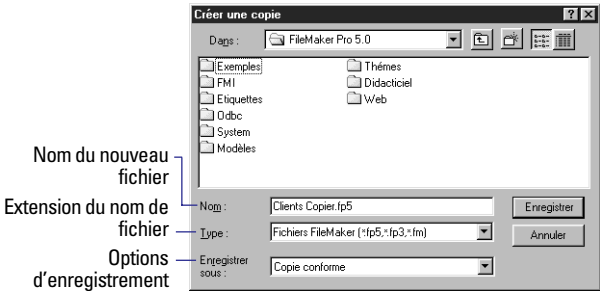 Créer une copie
Dans :
FileMaker Pro 5.0
Exemples
FMI
Etiquettes
Odbc
System
Modèles
Thémes
Didacticiel
Web
Nom du nouveau
fichier
Nom :
Clients Copier.fp5
Enregistrer
Extension du nom de
fichier
Type :
Fichiers FileMaker (*fp5,*.fp3,*.fm)
Annuler
Options
d'enregistrement
Enregistrer
sous :
Copie conforme